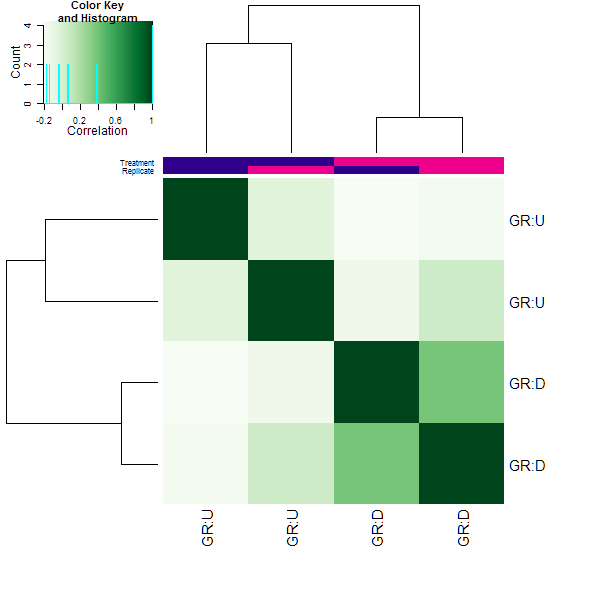 Color Key
and Histogram
Count
0 1 2 3 4
-0.2 0.2 0.6 1
Correlation
Treatment
Replicate
GR:U
GR:U
GR:D
GR:D
GR:U GR:U GR:D GR:D